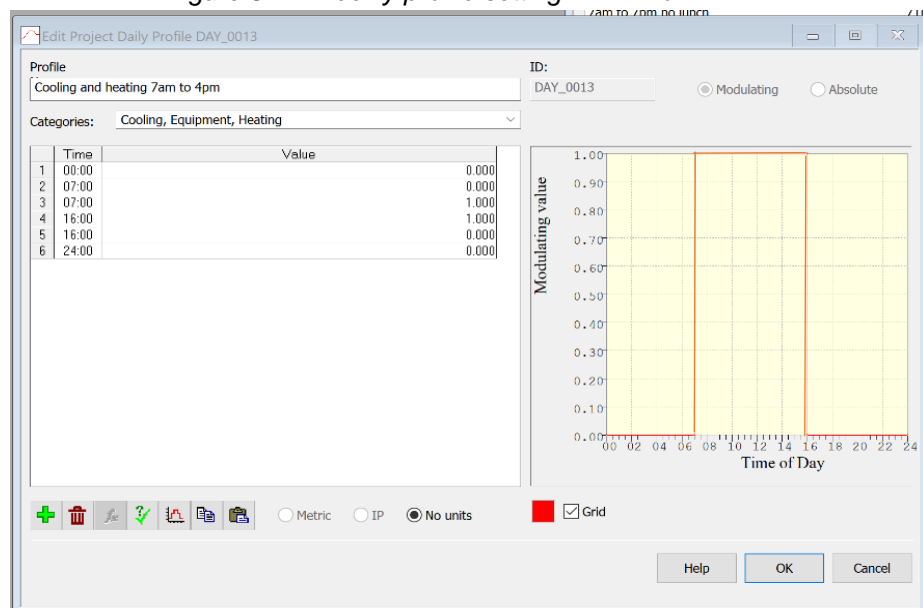 Edit Project Daily Profile DAY_0013
Profile
Cooling and heating 7am to 4pm
ID:
DAY_0013
Modulating
Absolute
Categories:
Cooling, Equipment, Heating
Time Value
1 00:00 0.000
2 07:00 0.000
3 07:00 1.000
4 16:00 1.000
5 16:00 0.000
6 24:00 0.000
Modulating value
1.00
0.90
0.80
0.70
0.60
0.50
0.40
0.30
0.20
0.10
0.00
00 02 04 06 08 10 12 14 16 18 20 22 24
Time of Day
Metric
IP
No units
Grid
Help
OK
Cancel